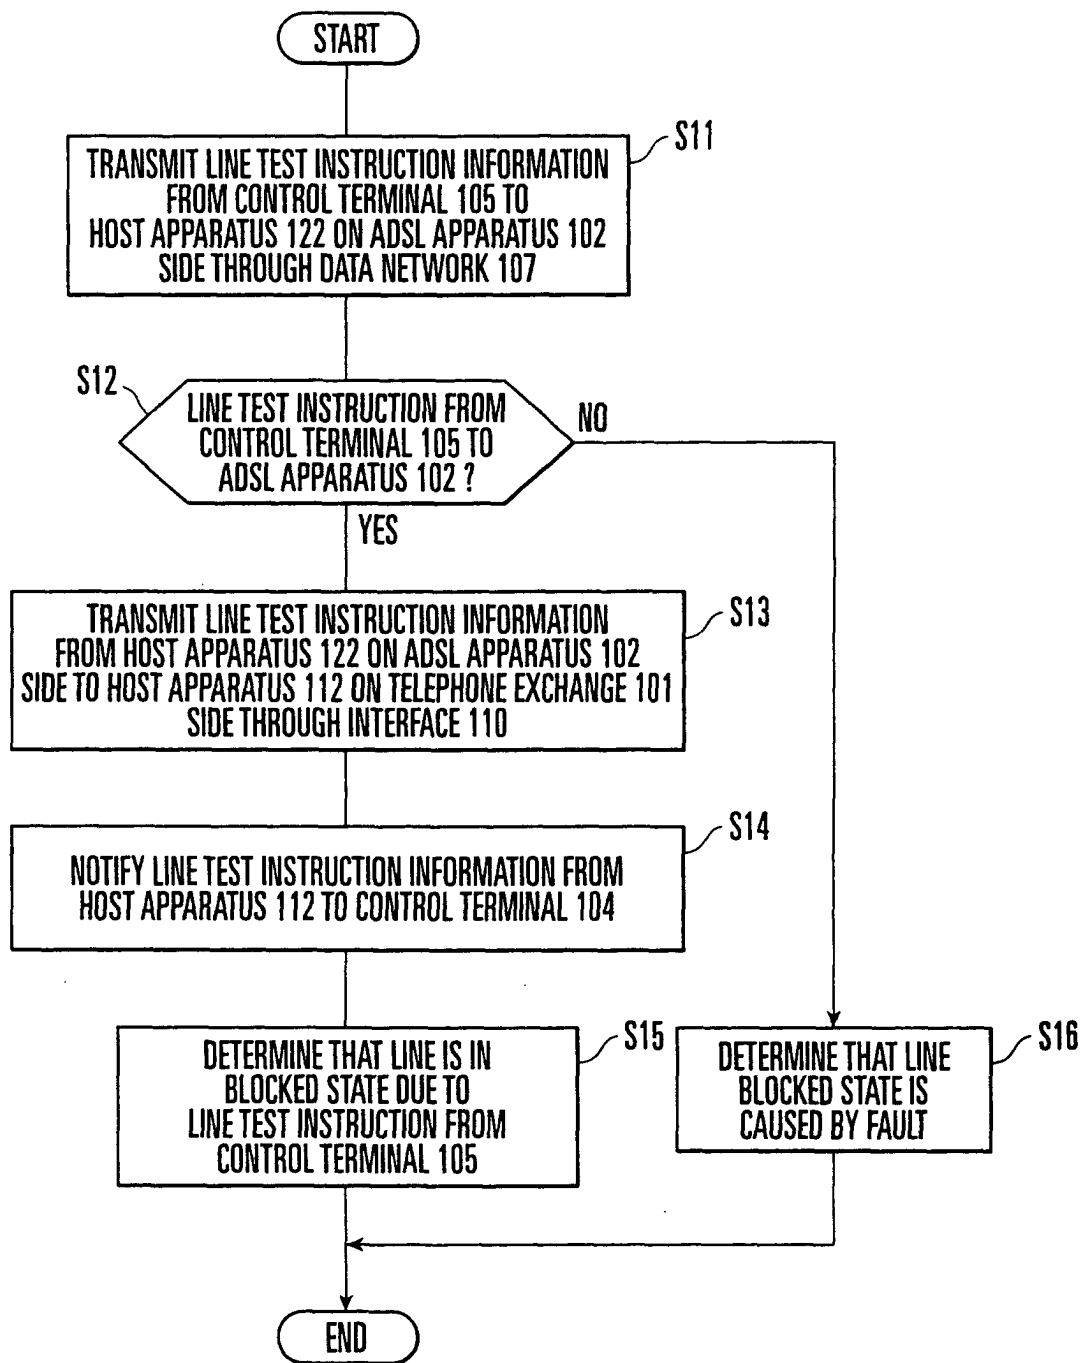 START
S11
TRANSMIT LINE TEST INSTRUCTION INFORMATION
FROM CONTROL TERMINAL 105 TO
HOST APPARATUS 122 ON ADSL APPARATUS 102
SIDE THROUGH DATA NETWORK 107
S12
LINE TEST INSTRUCTION FROM
CONTROL TERMINAL 105 TO
ADSL APPARATUS 102 ?
NO
YES
S13
TRANSMIT LINE TEST INSTRUCTION INFORMATION
FROM HOST APPARATUS 122 ON ADSL APPARATUS 102
SIDE TO HOST APPARATUS 112 ON TELEPHONE EXCHANGE 101
SIDE THROUGH INTERFACE 110
S14
NOTIFY LINE TEST INSTRUCTION INFORMATION FROM
HOST APPARATUS 112 TO CONTROL TERMINAL 104
S15
DETERMINE THAT LINE IS IN
BLOCKED STATE DUE TO
LINE TEST INSTRUCTION FROM
CONTROL TERMINAL 105
S16
DETERMINE THAT LINE
BLOCKED STATE IS
CAUSED BY FAULT
END